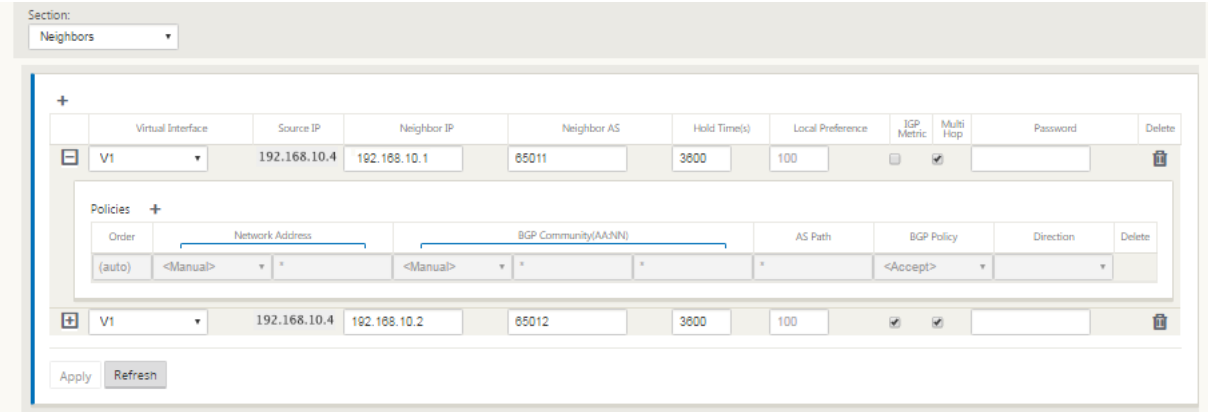 Section:
Neighbors
+
Virtual Interface Source IP Neighbor IP Neighbor AS Hold Time(s) Local Preference IGP Metric Multi Hop Password Delete
V1 192.168.10.4 192.168.10.1 65011 3600 100
Policies +
Order Network Address BGP Community(AA:NN) AS Path BGP Policy Direction Delete
(auto) <Manual> * <Manual> * * * <Accept>
V1 192.168.10.4 192.168.10.2 65012 3600 100
Apply Refresh